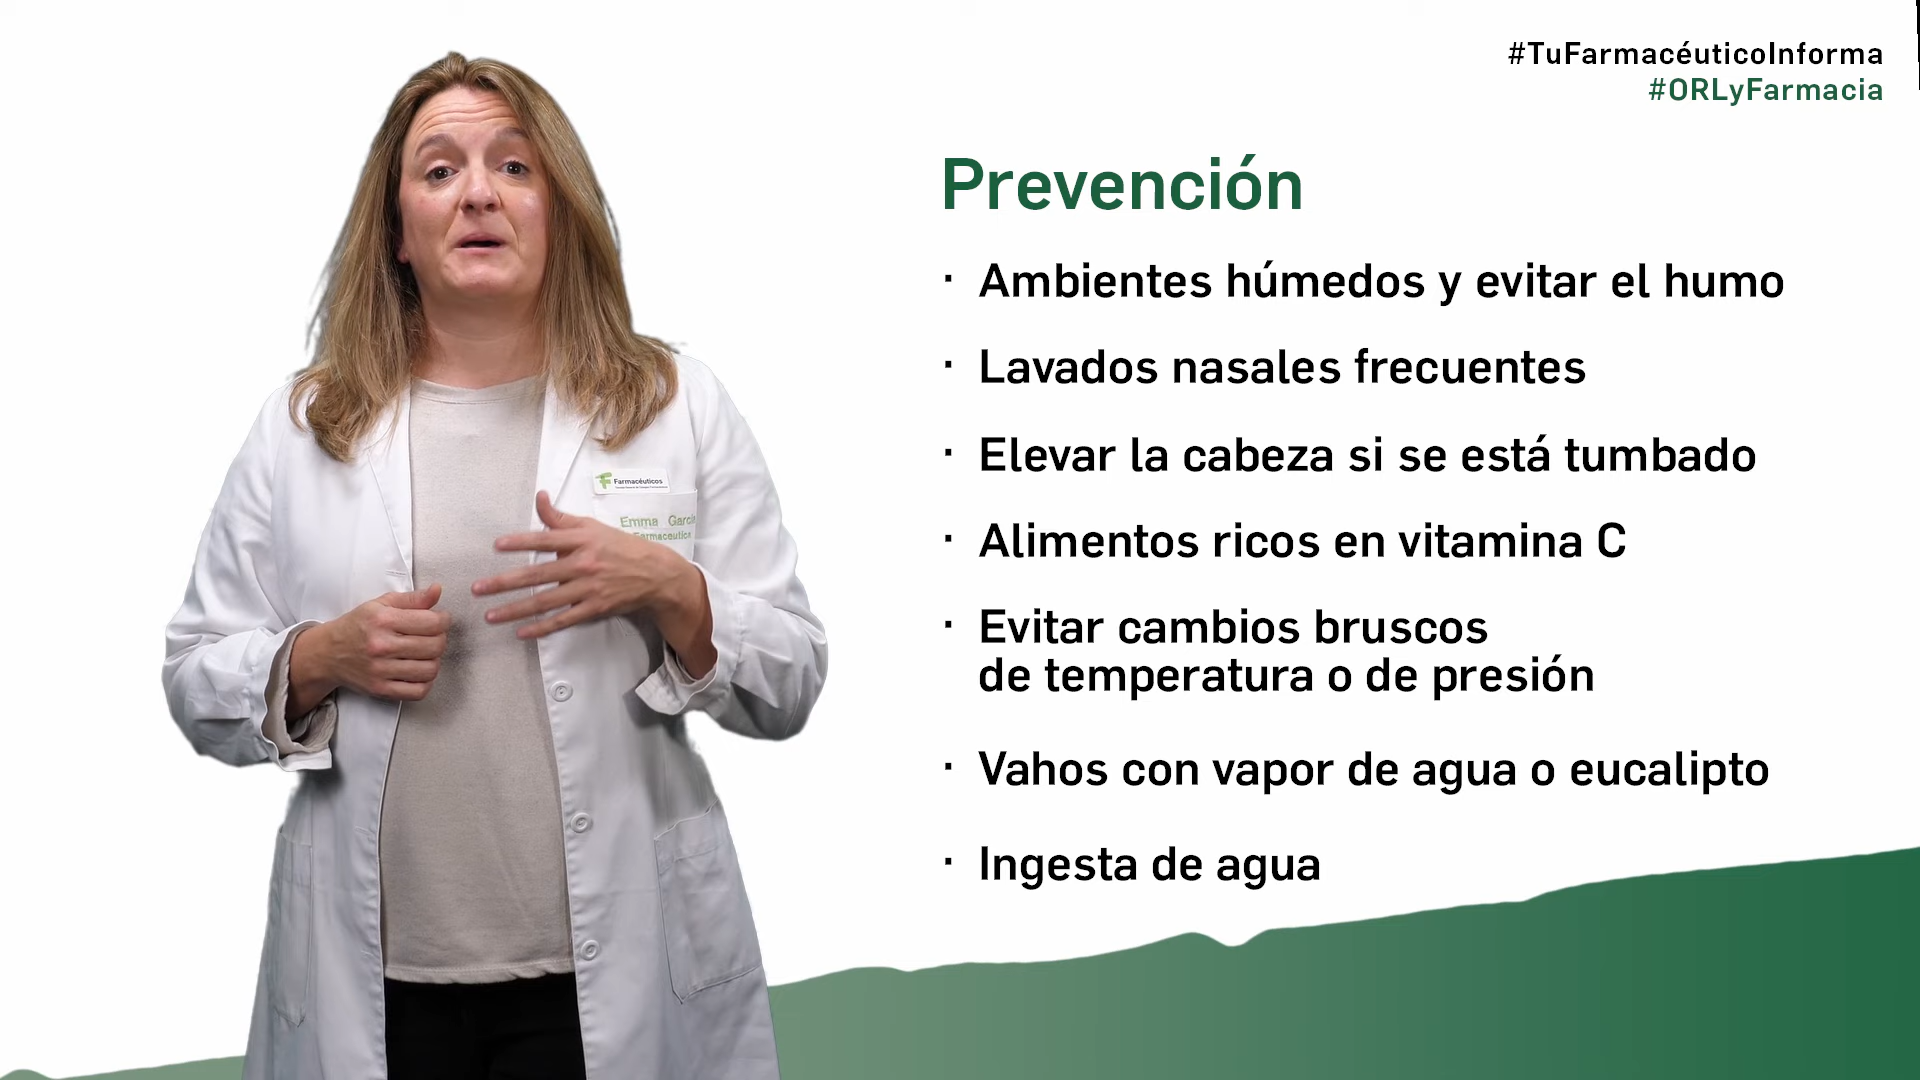 #TuFarmacéuticoInforma
#ORLyFarmacia
Prevención
· Ambientes húmedos y evitar el humo
· Lavados nasales frecuentes
· Elevar la cabeza si se está tumbado
· Alimentos ricos en vitamina C
· Evitar cambios bruscos
de temperatura o de presión
· Vahos con vapor de agua o eucalipto
· Ingesta de agua
Farmacéuticos
Emma García
Farmaceutica